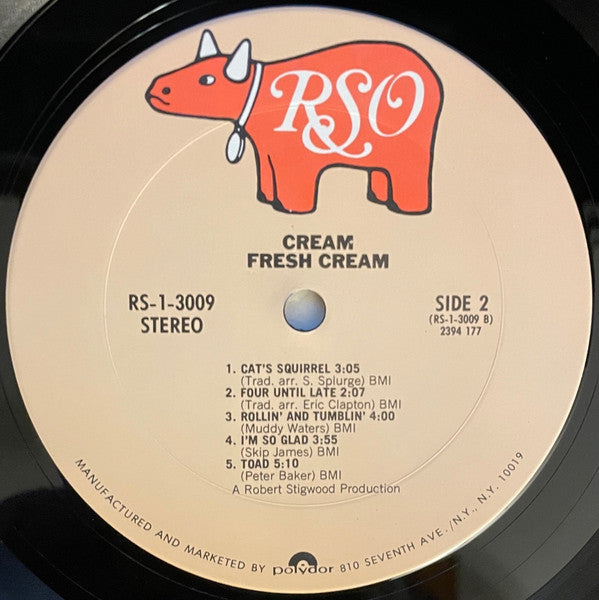 RSO
CREAM
FRESH CREAM
RS-1-3009
STEREO
SIDE 2
(RS-1-3009 B)
2394 177
1. CAT'S SQUIRREL 3:05
(Trad. arr. S. Splurge) BMI
2. FOUR UNTIL LATE 2:07
(Trad. arr. Eric Clapton) BMI
3. ROLLIN' AND TUMBLIN' 4:00
(Muddy Waters) BMI
4. I'M SO GLAD 3:55
(Skip James) BMI
5. TOAD 5:10
(Peter Baker) BMI
A Robert Stigwood Production
MANUFACTURED AND MARKETED BY polydor 810 SEVENTH AVE./N.Y., N.Y. 10019